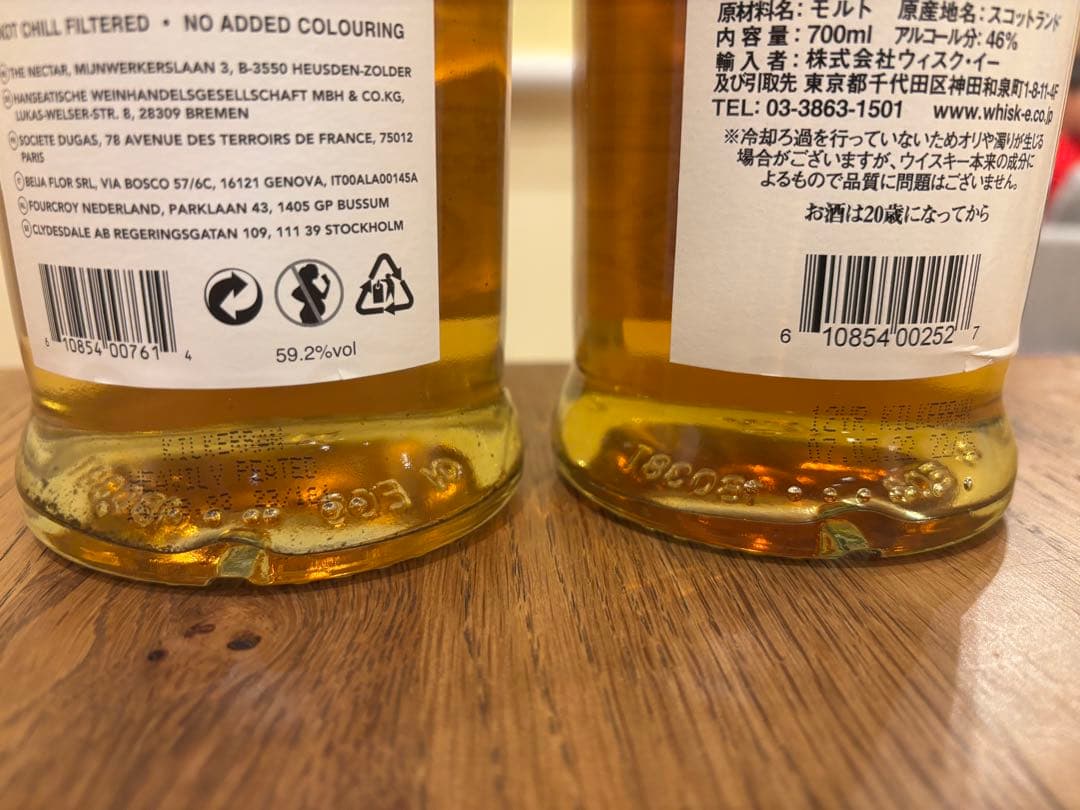 NOT CHILL FILTERED • NO ADDED COLOURING
THE NECTAR, MIJNWERKERSLAAN 3, B-3550 HEUSDEN-ZOLDER
HANSEATISCHE WEINHANDELSGESELLSCHAFT MBH & CO.KG,
LUKAS-WELSER-STR. 8, 28309 BREMEN
SOCIETE DUGAS, 78 AVENUE DES TERROIRS DE FRANCE, 75012
PARIS
BEIJA FLOR SRL, VIA BOSCO 57/6C, 16121 GENOVA, IT00ALA00145A
FOURCROY NEDERLAND, PARKLAAN 43, 1405 GP BUSSUM
CLYDESDALE AB REGERINGSGATAN 109, 111 39 STOCKHOLM
6 10854 00761 4
59.2%vol
KILKERRAN
原材料名：モルト 原産地名：スコットランド
内容量：700ml アルコール分：46%
輸入者：株式会社ウィスク・イー
及び引取先 東京都千代田区神田和泉町1-8-11-4F
TEL: 03-3863-1501 www.whisk-e.co.jp
※冷却ろ過を行っていないためオリや濁りが生じる
場合がございますが、ウイスキー本来の成分に
よるもので品質に問題はございません。
お酒は20歳になってから
6 10854 00252 7
12YR KILKERRAN